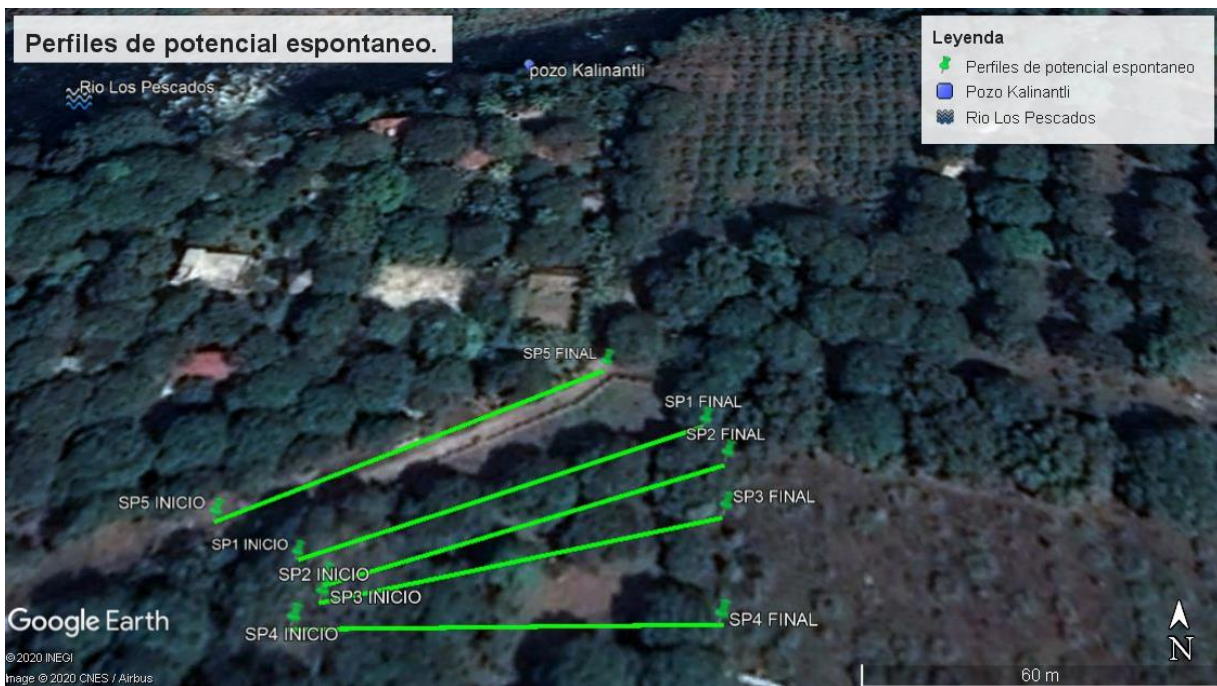 Perfiles de potencial espontaneo.
Leyenda
Perfiles de potencial espontaneo
Pozo Kalinantli
Rio Los Pescados
Rio Los Pescados
pozo Kalinantli
SP5 FINAL
SP1 FINAL
SP2 FINAL
SP3 FINAL
SP5 INICIO
SP1 INICIO
SP2 INICIO
SP3 INICIO
SP4 INICIO
SP4 FINAL
Google Earth
© 2020 INEGI
mage © 2020 CNES / Airbus
N
60 m